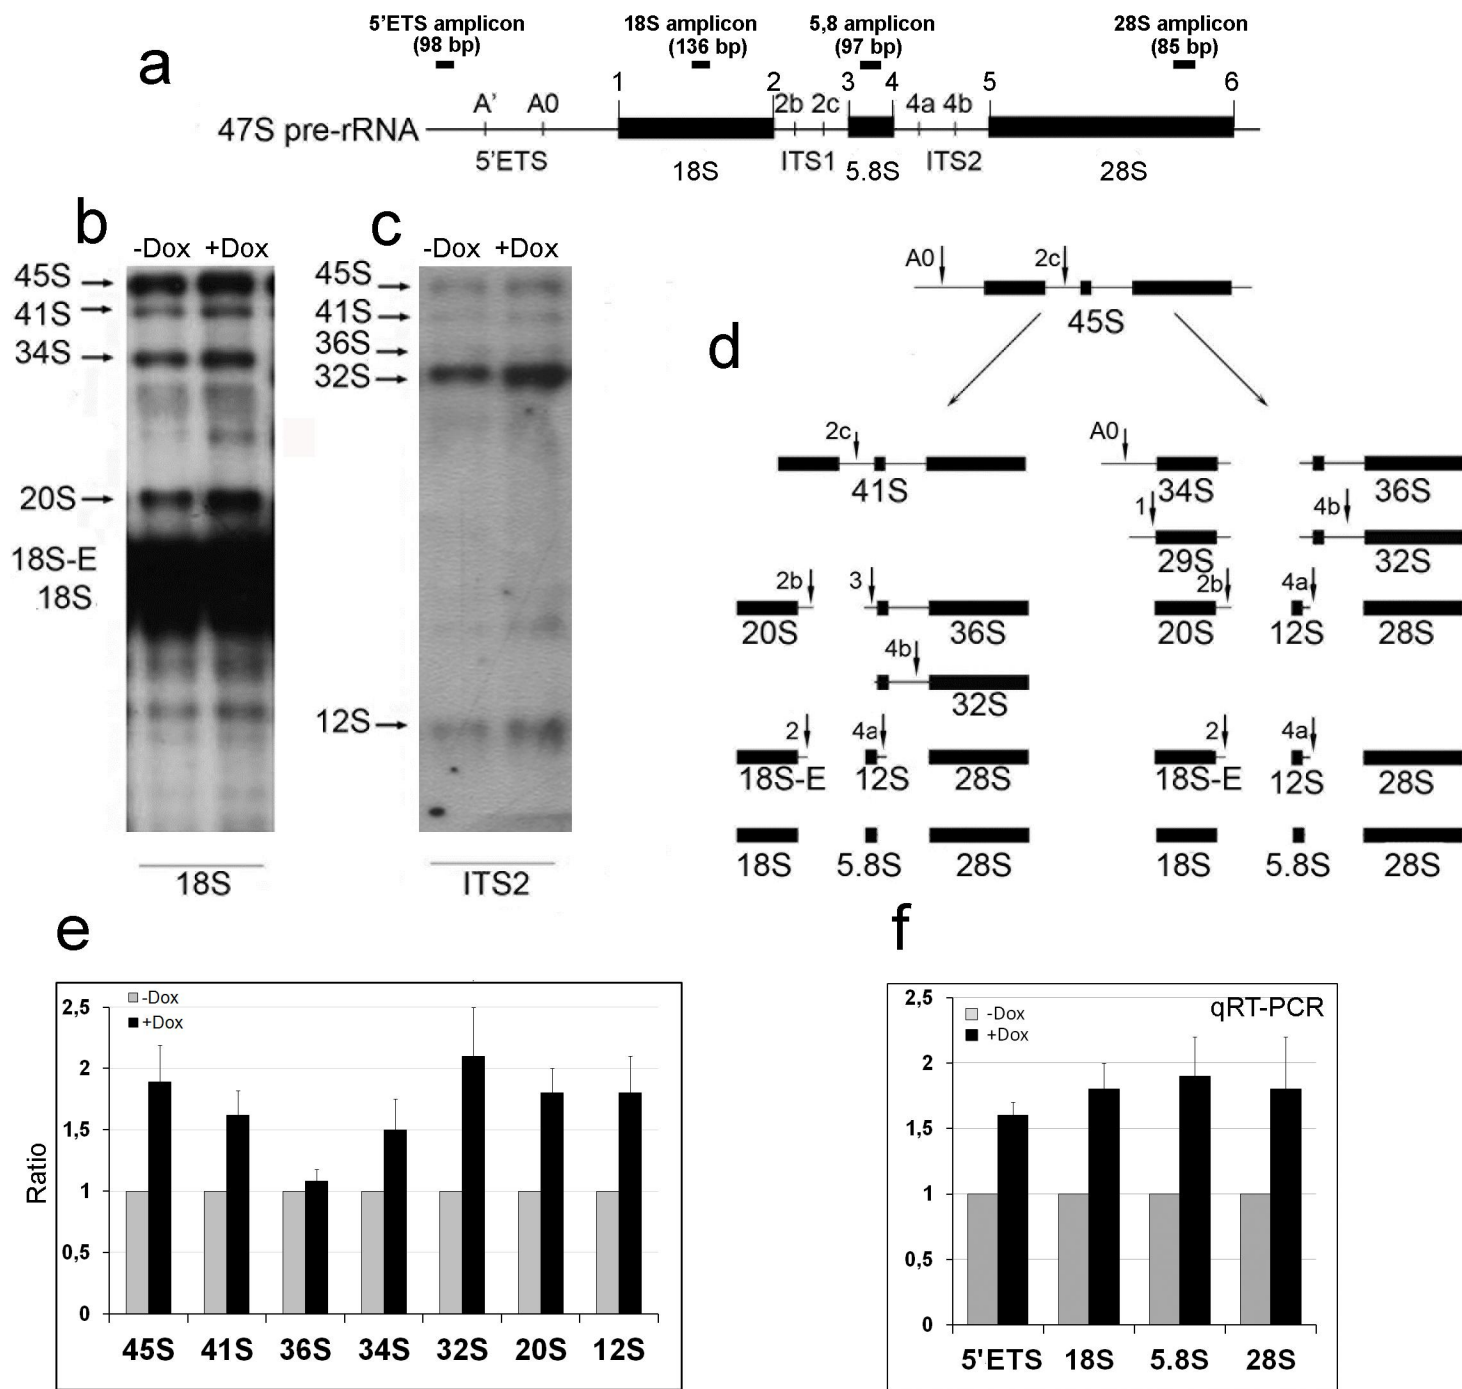 a
5'ETS amplicon
(98 bp)
18S amplicon
(136 bp)
5,8 amplicon
(97 bp)
28S amplicon
(85 bp)
1 2 3 4 5 6
A' A0 2b 2c 4a 4b
47S pre-rRNA
5'ETS 18S ITS1 5.8S ITS2 28S
b
-Dox +Dox
45S
41S
34S
20S
18S-E
18S
18S
c
-Dox +Dox
45S
41S
36S
32S
12S
ITS2
d
A0 2c
45S
2c A0
41S 34S 36S
1 4b
29S 32S
2b 3 2b 4a
20S 36S 20S 12S 28S
4b
32S
2 4a 2 4a
18S-E 12S 28S 18S-E 12S 28S
18S 5.8S 28S 18S 5.8S 28S
e
-Dox
+Dox
2,5
2
1,5
1
0,5
0
Ratio
45S 41S 36S 34S 32S 20S 12S
f
qRT-PCR
-Dox
+Dox
2,5
2
1,5
1
0,5
0
5'ETS 18S 5.8S 28S